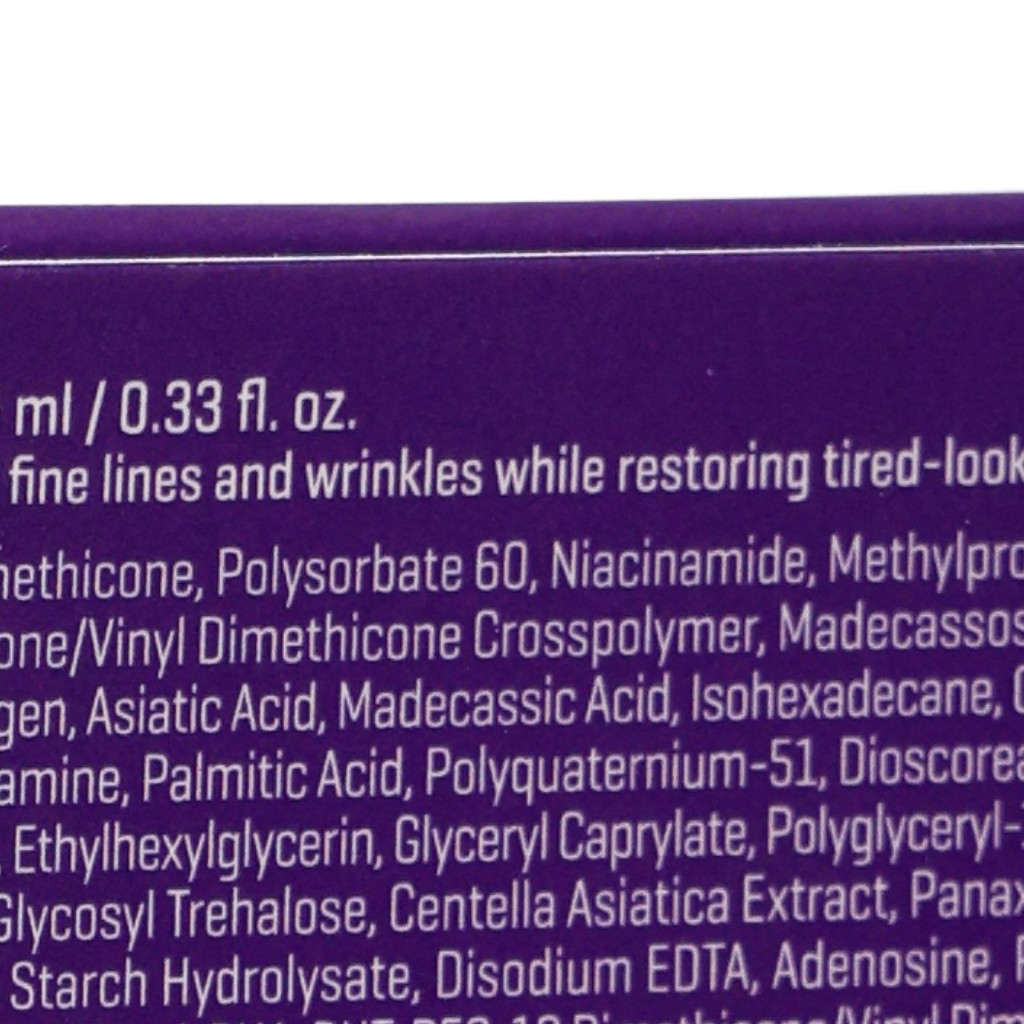 ml / 0.33 fl. oz.
fine lines and wrinkles while restoring tired-look
ethicone, Polysorbate 60, Niacinamide, Methylpro
one/Vinyl Dimethicone Crosspolymer, Madecassos
gen, Asiatic Acid, Madecassic Acid, Isohexadecane,
amine, Palmitic Acid, Polyquaternium-51, Dioscorea
Ethylhexylglycerin, Glyceryl Caprylate, Polyglyceryl-
Glycosyl Trehalose, Centella Asiatica Extract, Panax
Starch Hydrolysate, Disodium EDTA, Adenosine,